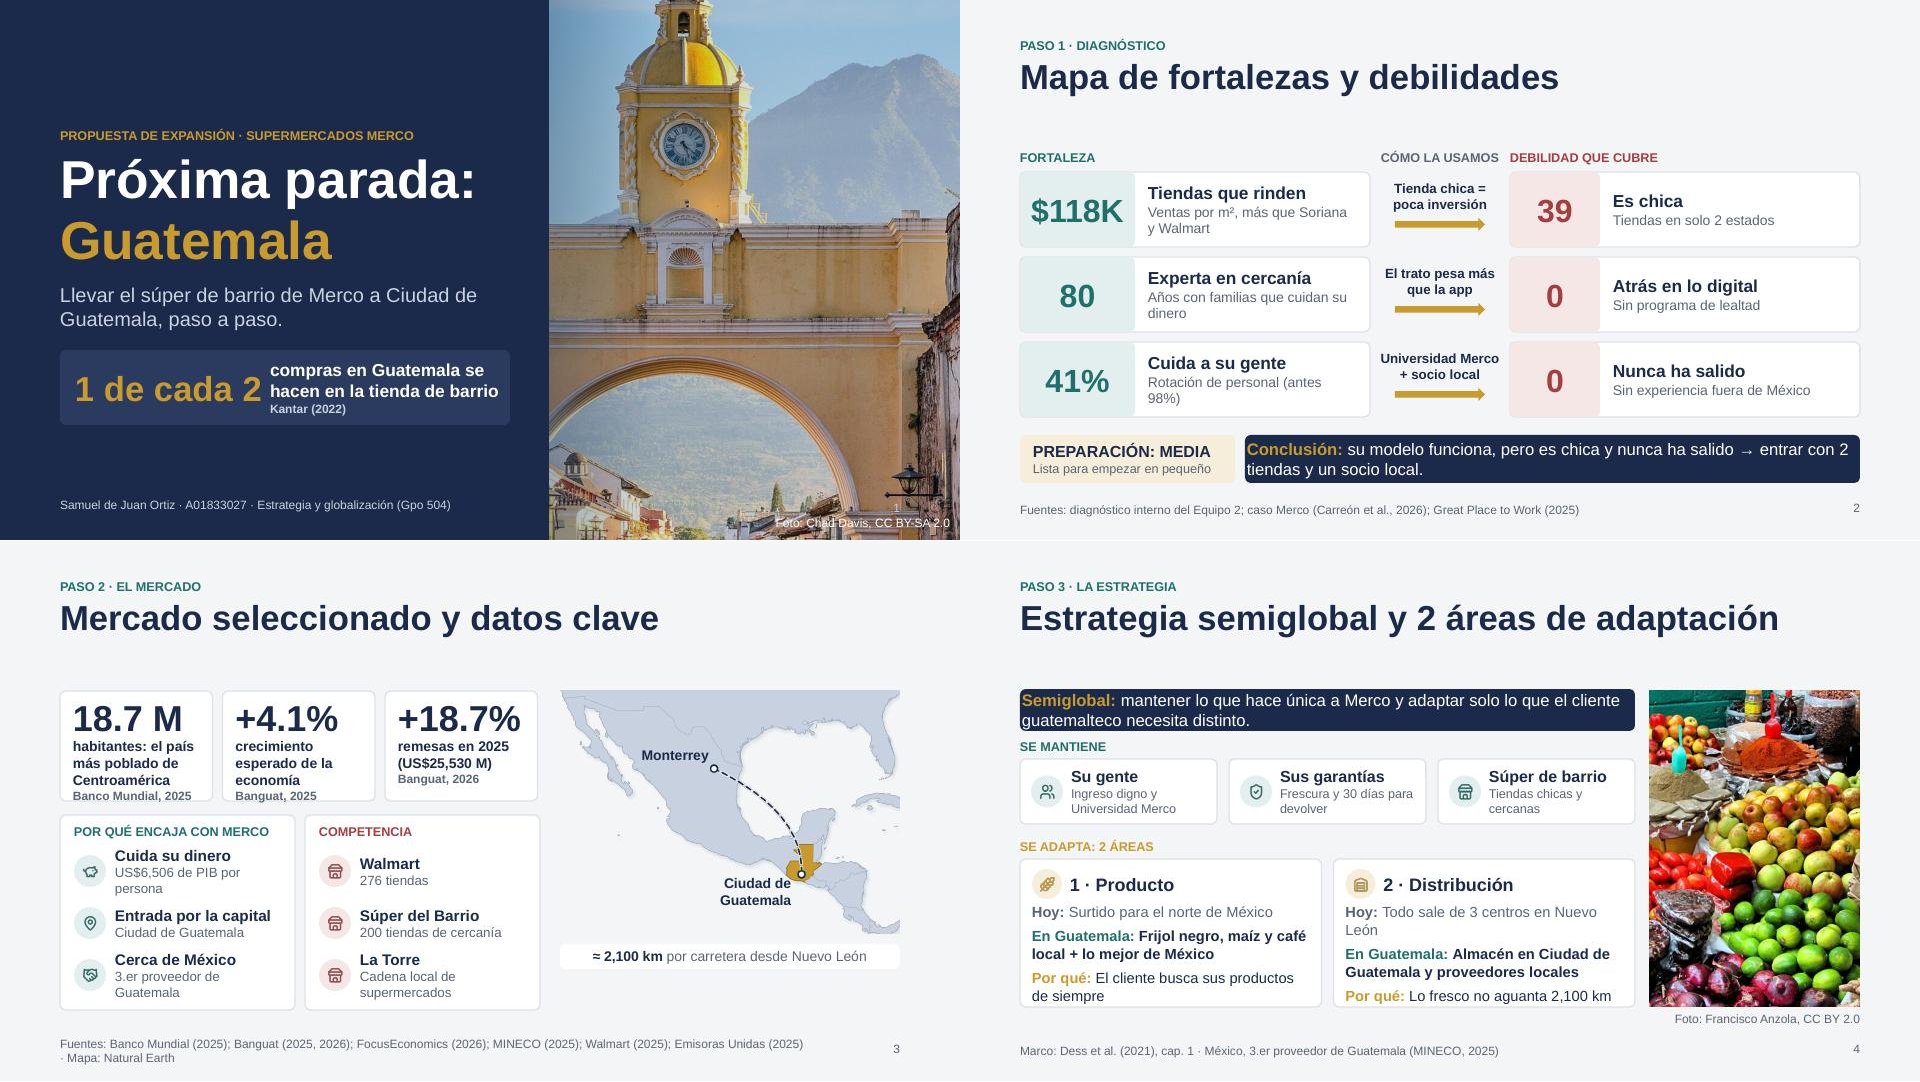 PROPUESTA DE EXPANSIÓN · SUPERMERCADOS MERCO
Próxima parada:
Guatemala
Llevar el súper de barrio de Merco a Ciudad de
Guatemala, paso a paso.
1 de cada 2
compras en Guatemala se
hacen en la tienda de barrio
Kantar (2022)
Samuel de Juan Ortiz · A01833027 · Estrategia y globalización (Gpo 504)
1
Foto: Chad Davis, CC BY-SA 2.0
PASO 1 · DIAGNÓSTICO
Mapa de fortalezas y debilidades
FORTALEZA
CÓMO LA USAMOS
DEBILIDAD QUE CUBRE
$118K
Tiendas que rinden
Ventas por m², más que Soriana
y Walmart
Tienda chica =
poca inversión
39
Es chica
Tiendas en solo 2 estados
80
Experta en cercanía
Años con familias que cuidan su
dinero
El trato pesa más
que la app
0
Atrás en lo digital
Sin programa de lealtad
41%
Cuida a su gente
Rotación de personal (antes
98%)
Universidad Merco
+ socio local
0
Nunca ha salido
Sin experiencia fuera de México
PREPARACIÓN: MEDIA
Lista para empezar en pequeño
Conclusión: su modelo funciona, pero es chica y nunca ha salido → entrar con 2
tiendas y un socio local.
Fuentes: diagnóstico interno del Equipo 2; caso Merco (Carreón et al., 2026); Great Place to Work (2025)
2
PASO 2 · EL MERCADO
Mercado seleccionado y datos clave
18.7 M
habitantes: el país
más poblado de
Centroamérica
Banco Mundial, 2025
+4.1%
crecimiento
esperado de la
economía
Banguat, 2025
+18.7%
remesas en 2025
(US$25,530 M)
Banguat, 2026
POR QUÉ ENCAJA CON MERCO
Cuida su dinero
US$6,506 de PIB por
persona
Entrada por la capital
Ciudad de Guatemala
Cerca de México
3.er proveedor de
Guatemala
COMPETENCIA
Walmart
276 tiendas
Súper del Barrio
200 tiendas de cercanía
La Torre
Cadena local de
supermercados
Monterrey
Ciudad de
Guatemala
≈ 2,100 km por carretera desde Nuevo León
Fuentes: Banco Mundial (2025); Banguat (2025, 2026); FocusEconomics (2026); MINECO (2025); Walmart (2025); Emisoras Unidas (2025)
· Mapa: Natural Earth
3
PASO 3 · LA ESTRATEGIA
Estrategia semiglobal y 2 áreas de adaptación
Semiglobal: mantener lo que hace única a Merco y adaptar solo lo que el cliente
guatemalteco necesita distinto.
SE MANTIENE
Su gente
Ingreso digno y
Universidad Merco
Sus garantías
Frescura y 30 días para
devolver
Súper de barrio
Tiendas chicas y
cercanas
SE ADAPTA: 2 ÁREAS
1 · Producto
Hoy: Surtido para el norte de México
En Guatemala: Frijol negro, maíz y café
local + lo mejor de México
Por qué: El cliente busca sus productos
de siempre
2 · Distribución
Hoy: Todo sale de 3 centros en Nuevo
León
En Guatemala: Almacén en Ciudad de
Guatemala y proveedores locales
Por qué: Lo fresco no aguanta 2,100 km
Foto: Francisco Anzola, CC BY 2.0
Marco: Dess et al. (2021), cap. 1 · México, 3.er proveedor de Guatemala (MINECO, 2025)
4